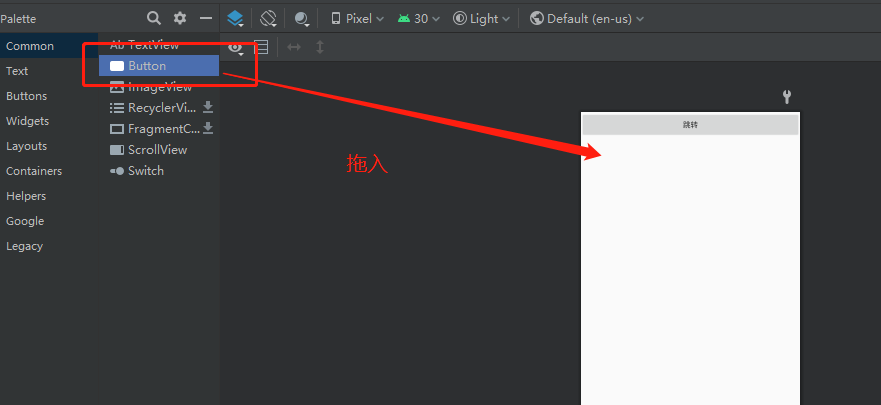 Palette
Pixel
30
Light
Default (en-us)
Common
Text
Buttons
Widgets
Layouts
Containers
Helpers
Google
Legacy
Ab TextView
Button
ImageView
RecyclerVi...
FragmentC...
ScrollView
Switch
拖入
跳转